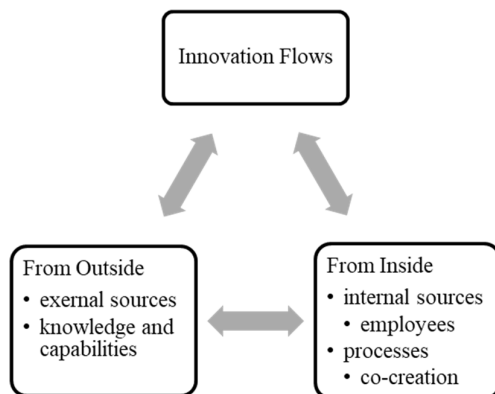 Innovation Flows
From Outside
• exernal sources
• knowledge and
capabilities
From Inside
• internal sources
• employees
• processes
• co-creation